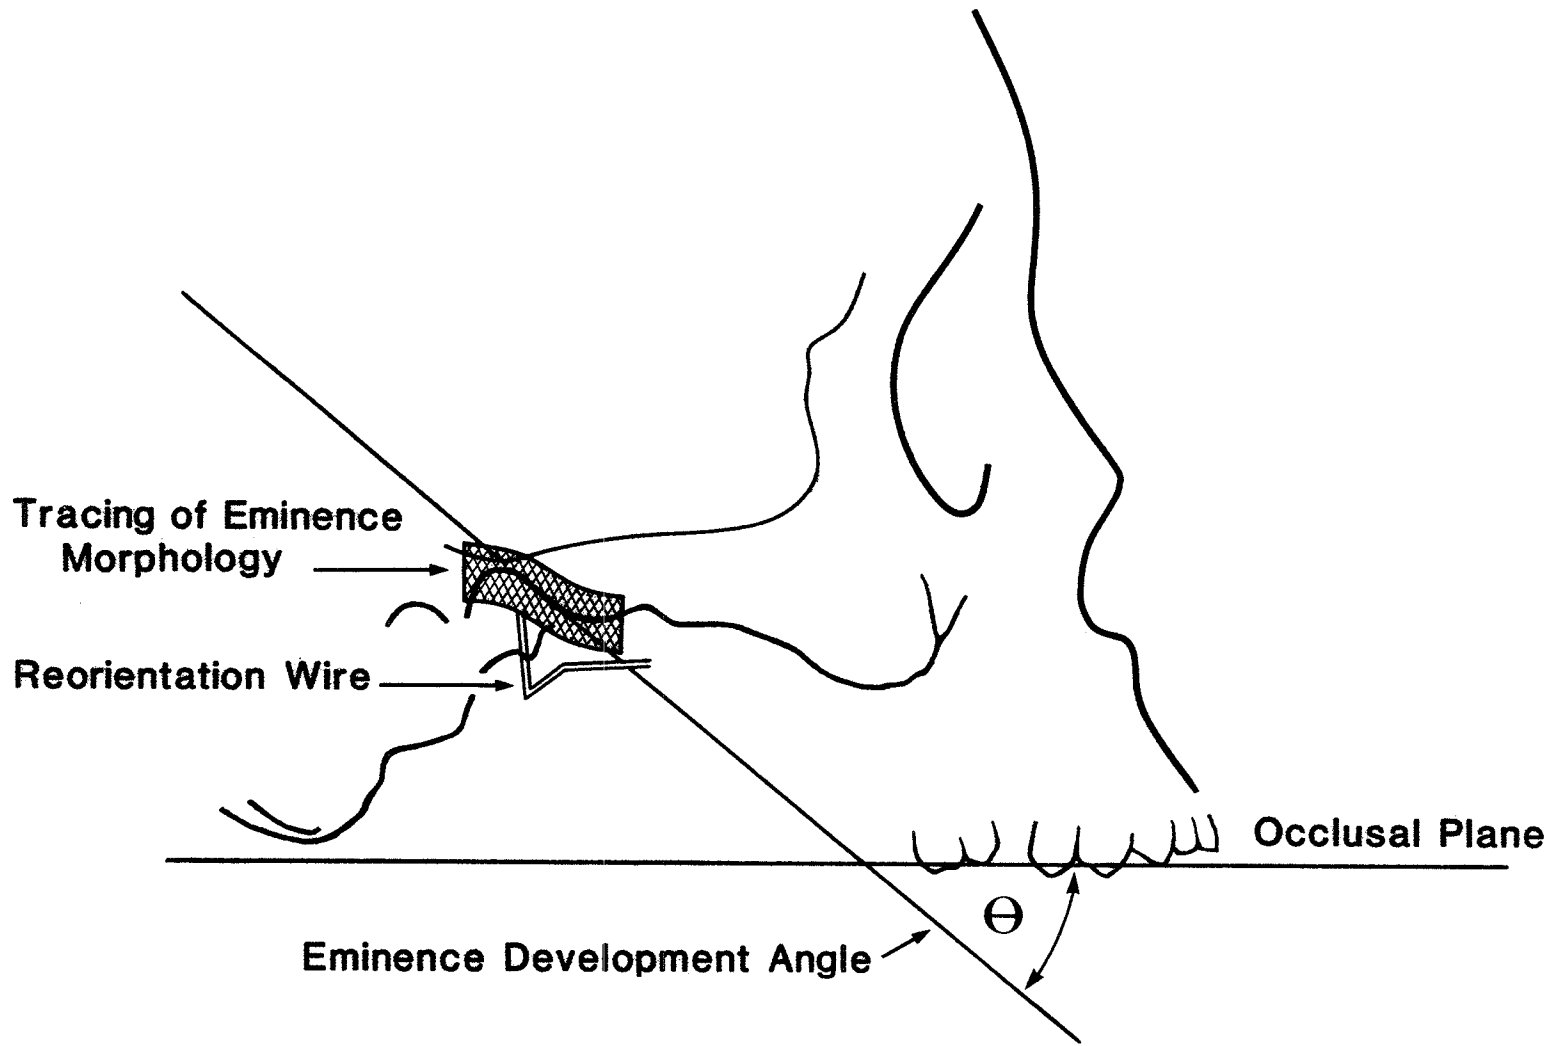 Tracing of Eminence
Morphology
Reorientation Wire
Occlusal Plane
Θ
Eminence Development Angle